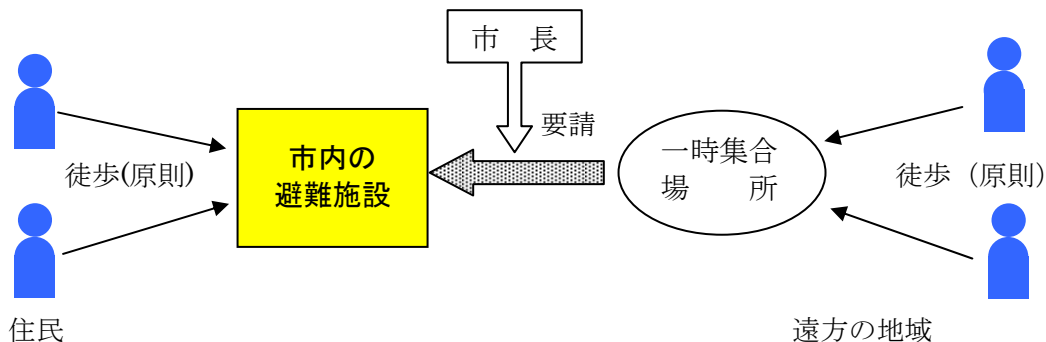 市　長
要請
市内の
避難施設
一時集合
場　　所
徒歩(原則)
徒歩（原則）
住民
遠方の地域